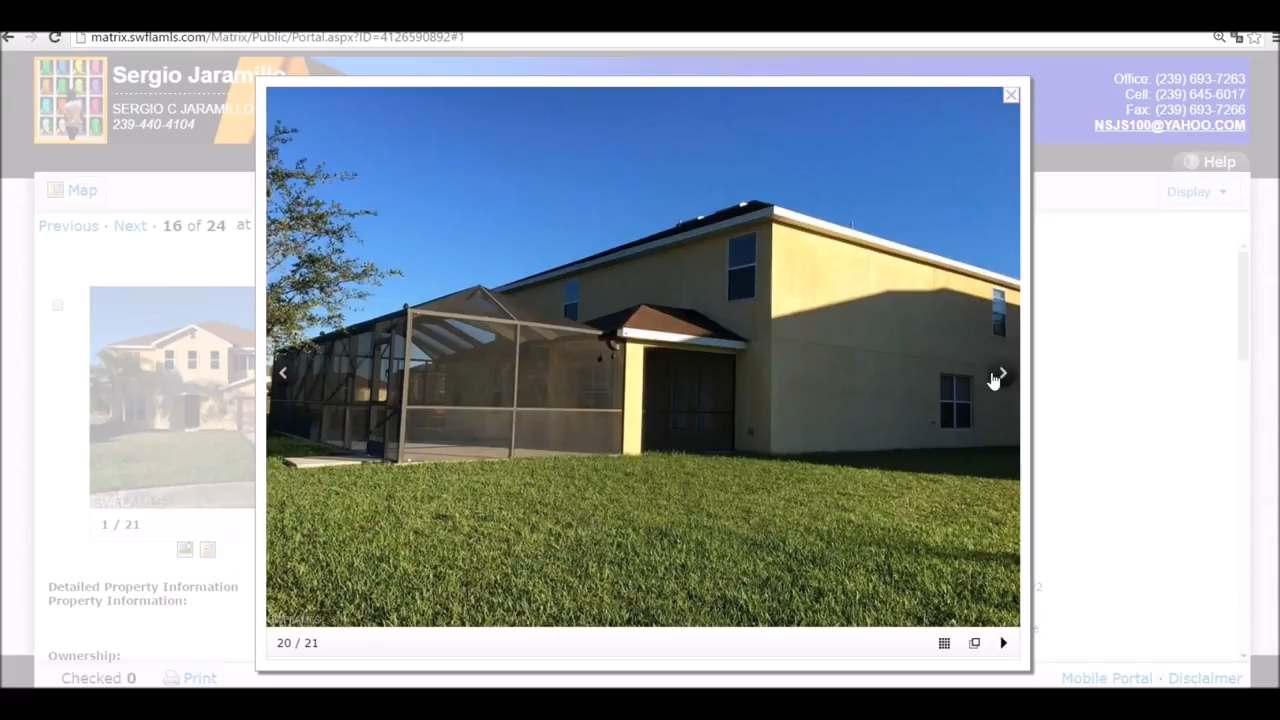 matrix.swflamls.com/Matrix/Public/Portal.aspx?ID=4126590892#1
Sergio Jaramillo
SERGIO C JARAMILLO
239-440-4104
Office: (239) 693-7263
Cell: (239) 645-6017
Fax: (239) 693-7266
NSJS100@YAHOO.COM
Help
Map
Display
Previous · Next · 16 of 24 at
SWFLAMLS
1 / 21
Detailed Property Information
Property Information:
Ownership:
20 / 21
Checked 0
Print
Mobile Portal · Disclaimer